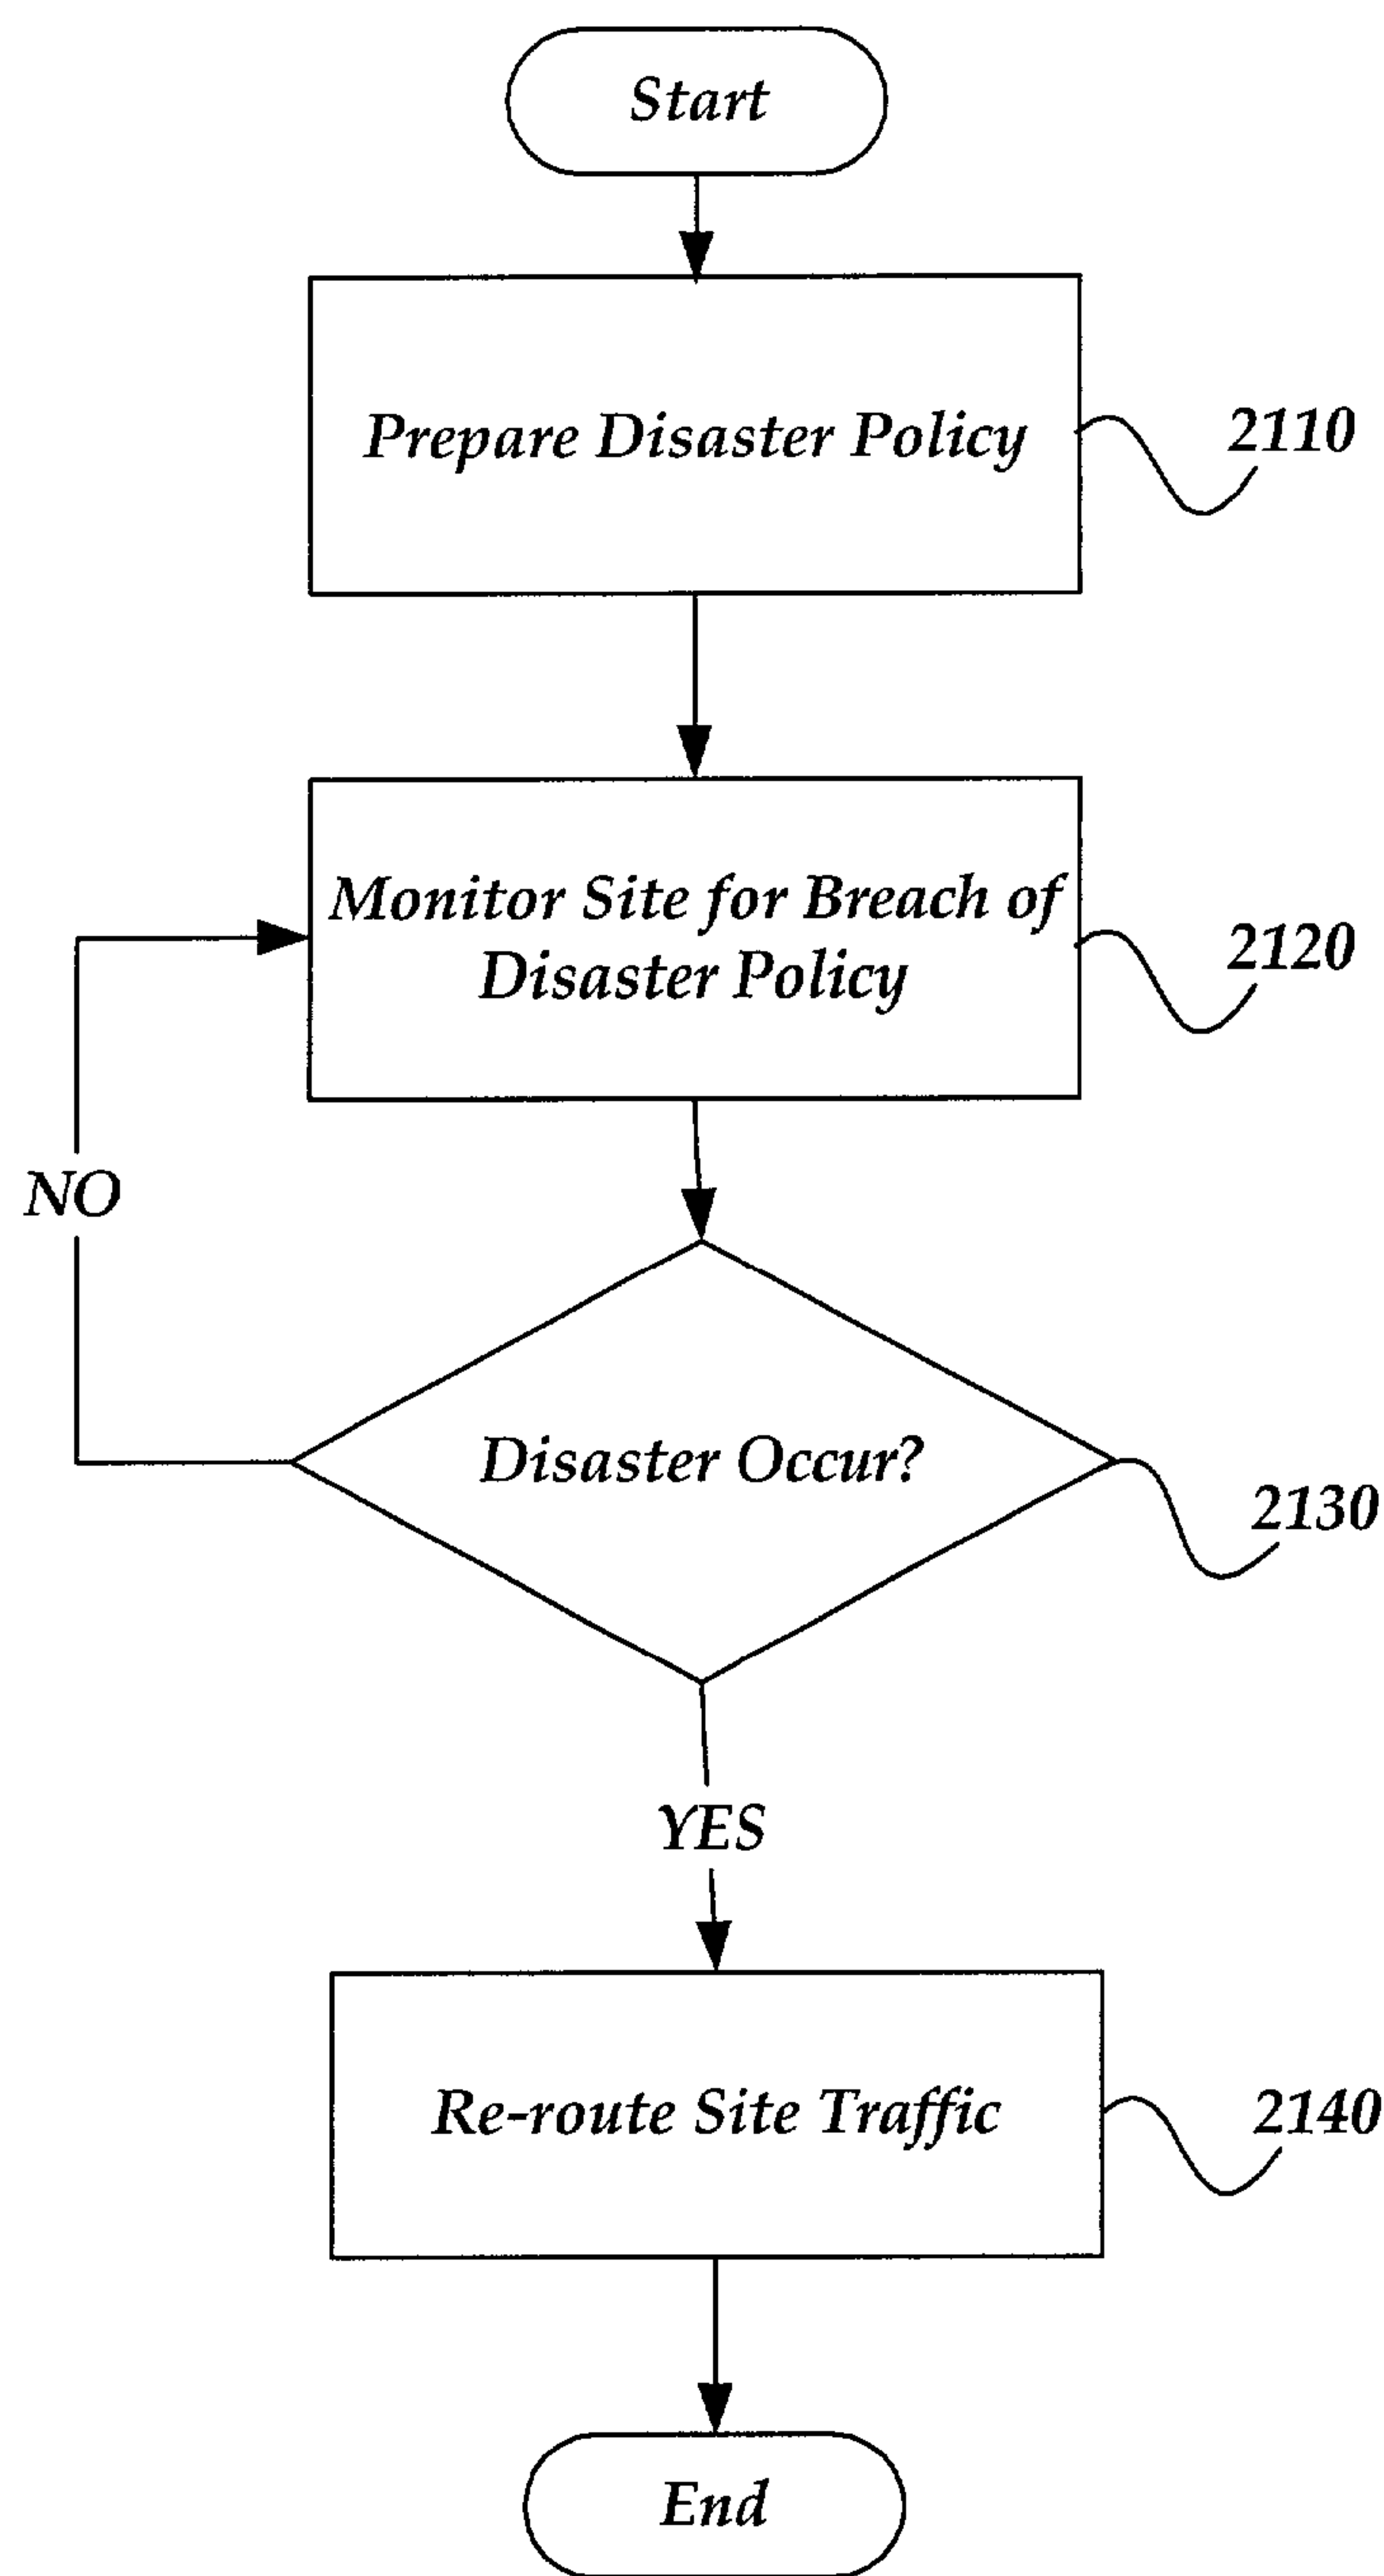 Start
Prepare Disaster Policy
2110
Monitor Site for Breach of
Disaster Policy
2120
NO
Disaster Occur?
2130
YES
Re-route Site Traffic
2140
End